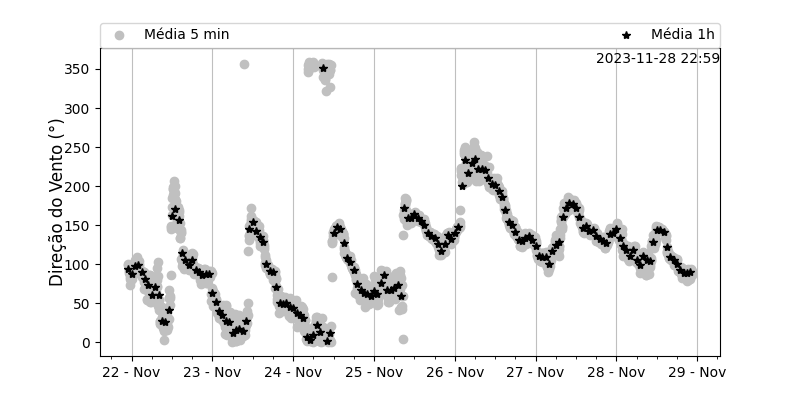 Média 5 min
Média 1h
2023-11-28 22:59
Direção do Vento (°)
350
300
250
200
150
100
50
0
22 - Nov
23 - Nov
24 - Nov
25 - Nov
26 - Nov
27 - Nov
28 - Nov
29 - Nov